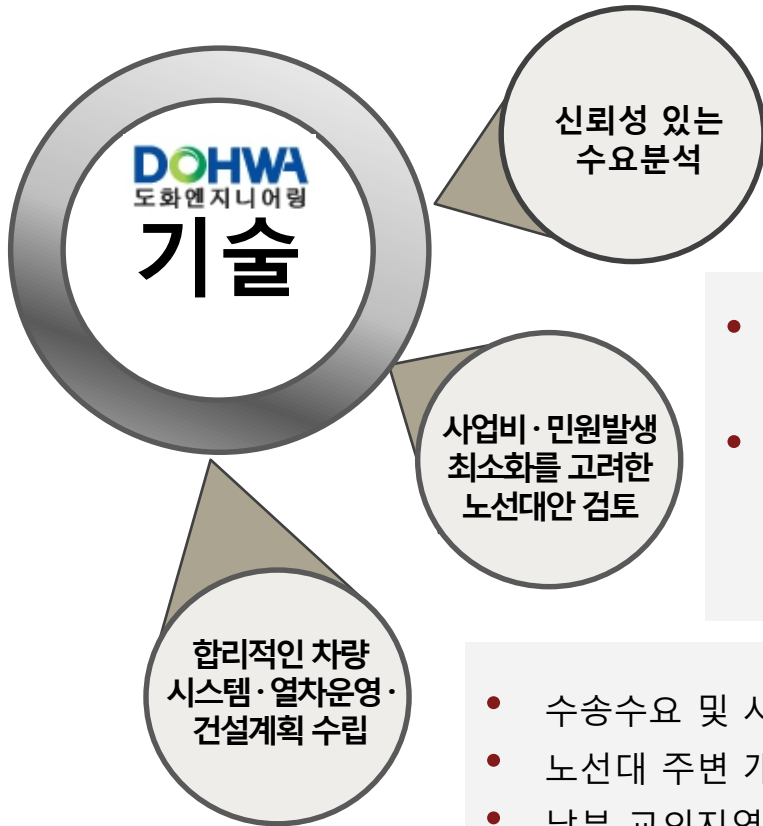 신뢰성 있는
수요분석
DOHWA
도화엔지니어링
기술
사업비·민원발생
최소화를 고려한
노선대안 검토
합리적인 차량
시스템·열차운영·
건설계획 수립
• 수송수요 및
• 노선대 주변
•